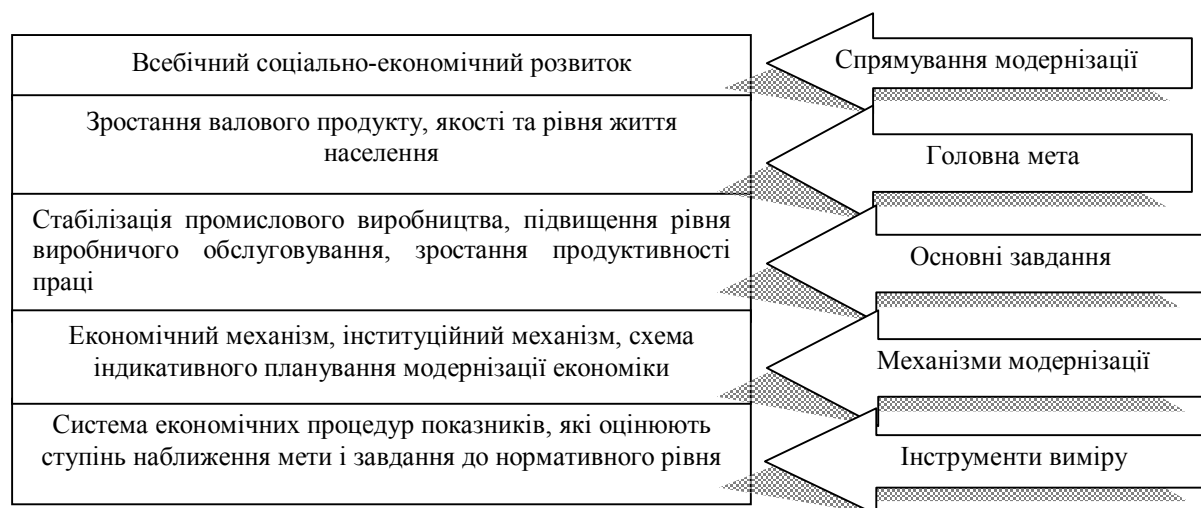 Всебічний соціально-економічний розвиток
Спрямування модернізації
Зростання валового продукту, якості та рівня життя
населення
Головна мета
Стабілізація промислового виробництва, підвищення рівня
виробничого обслуговування, зростання продуктивності
праці
Основні завдання
Економічний механізм, інституційний механізм, схема
індикативного планування модернізації економіки
Механізми модернізації
Система економічних процедур показників, які оцінюють
ступінь наближення мети і завдання до нормативного рівня
Інструменти виміру